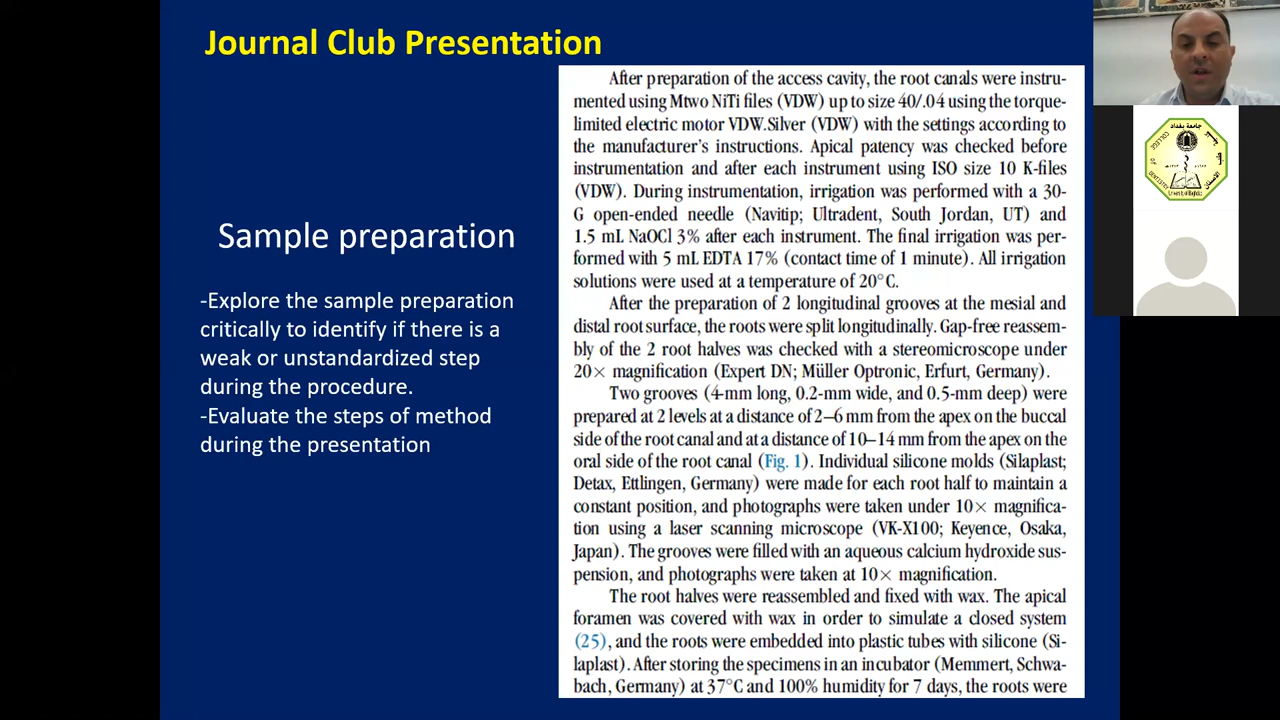 Journal Club Presentation
Sample preparation
-Explore the sample preparation
critically to identify if there is a
weak or unstandardized step
during the procedure.
-Evaluate the steps of method
during the presentation
After preparation of the access cavity, the root canals were instru-
mented using Mtwo NiTi files (VDW) up to size 40/.04 using the torque-
limited electric motor VDW.Silver (VDW) with the settings according to
the manufacturer's instructions. Apical patency was checked before
instrumentation and after each instrument using ISO size 10 K-files
(VDW). During instrumentation, irrigation was performed with a 30-
G open-ended needle (Navitip; Ultradent, South Jordan, UT) and
1.5 mL NaOCl 3% after each instrument. The final irrigation was per-
formed with 5 mL EDTA 17% (contact time of 1 minute). All irrigation
solutions were used at a temperature of 20°C.
After the preparation of 2 longitudinal grooves at the mesial and
distal root surface, the roots were split longitudinally. Gap-free reassem-
bly of the 2 root halves was checked with a stereomicroscope under
20× magnification (Expert DN; Müller Optronic, Erfurt, Germany).
Two grooves (4-mm long, 0.2-mm wide, and 0.5-mm deep) were
prepared at 2 levels at a distance of 2–6 mm from the apex on the buccal
side of the root canal and at a distance of 10–14 mm from the apex on the
oral side of the root canal (Fig. 1). Individual silicone molds (Silaplast;
Detax, Ettlingen, Germany) were made for each root half to maintain a
constant position, and photographs were taken under 10× magnifica-
tion using a laser scanning microscope (VK-X100; Keyence, Osaka,
Japan). The grooves were filled with an aqueous calcium hydroxide sus-
pension, and photographs were taken at 10× magnification.
The root halves were reassembled and fixed with wax. The apical
foramen was covered with wax in order to simulate a closed system
(25), and the roots were embedded into plastic tubes with silicone (Si-
laplast). After storing the specimens in an incubator (Memmert, Schwa-
bach, Germany) at 37°C and 100% humidity for 7 days, the roots were
جامعة بغداد
COLLEGE
OF
DENTISTRY